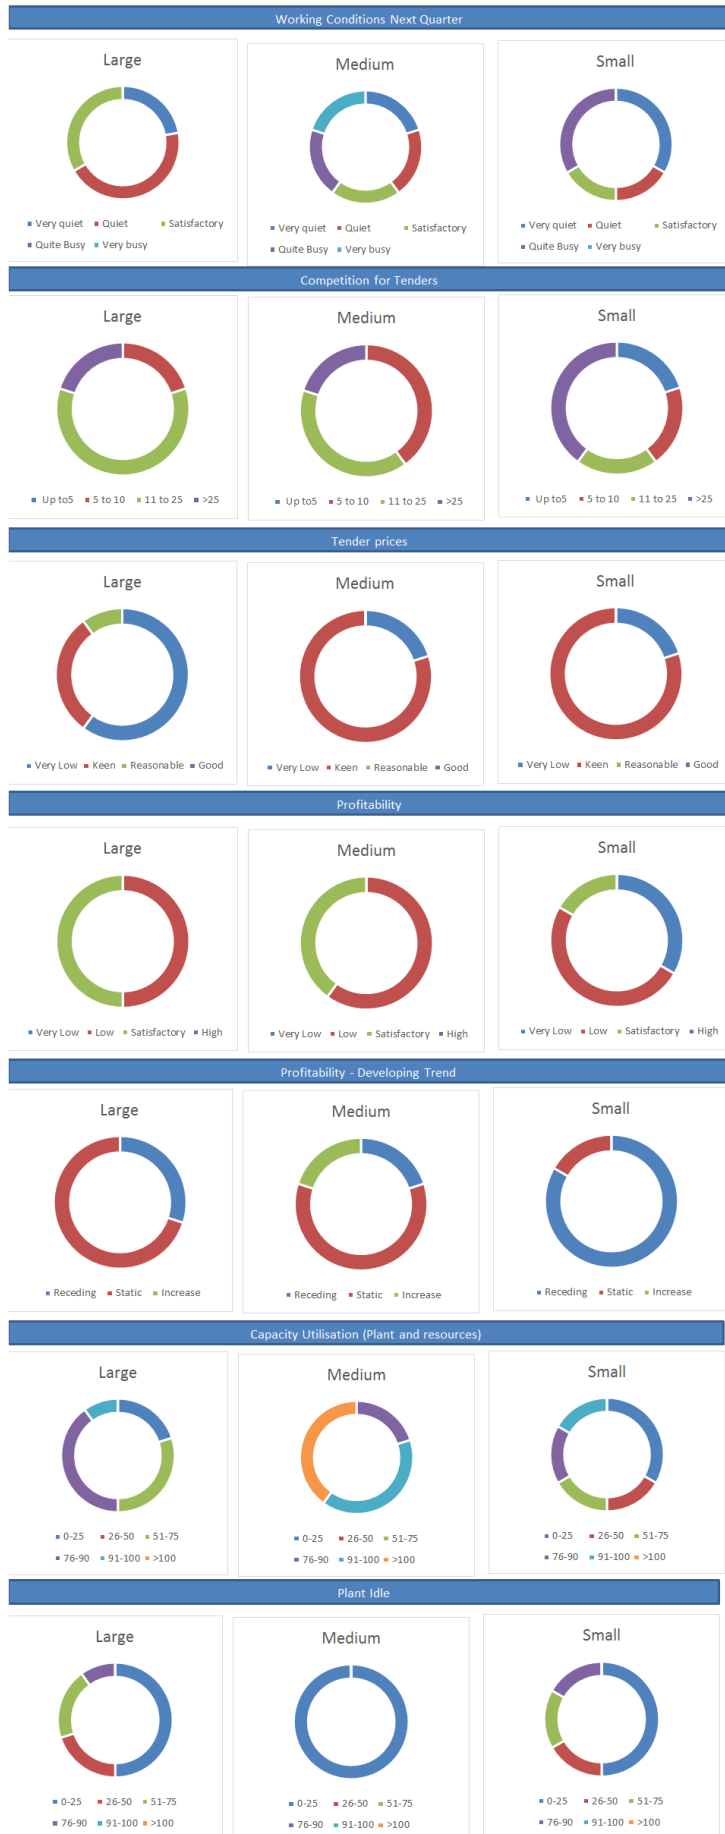 Working Conditions Next Quarter
Large
Medium
Small
Very quiet Quiet Satisfactory
Quite Busy Very busy
Very quiet Quiet Satisfactory
Quite Busy Very busy
Very quiet Quiet Satisfactory
Quite Busy Very busy
Competition for Tenders
Large
Medium
Small
Up to5 5 to 10 11 to 25 >25
Up to5 5 to 10 11 to 25 >25
Up to5 5 to 10 11 to 25 >25
Tender prices
Large
Medium
Small
Very Low Keen Reasonable Good
Very Low Keen Reasonable Good
Very Low Keen Reasonable Good
Profitability
Large
Medium
Small
Very Low Low Satisfactory High
Very Low Low Satisfactory High
Very Low Low Satisfactory High
Profitability - Developing Trend
Large
Medium
Small
Receding Static Increase
Receding Static Increase
Receding Static Increase
Capacity Utilisation (Plant and resources)
Large
Medium
Small
0-25 26-50 51-75
76-90 91-100 >100
0-25 26-50 51-75
76-90 91-100 >100
0-25 26-50 51-75
76-90 91-100 >100
Plant Idle
Large
Medium
Small
0-25 26-50 51-75
76-90 91-100 >100
0-25 26-50 51-75
76-90 91-100 >100
0-25 26-50 51-75
76-90 91-100 >100